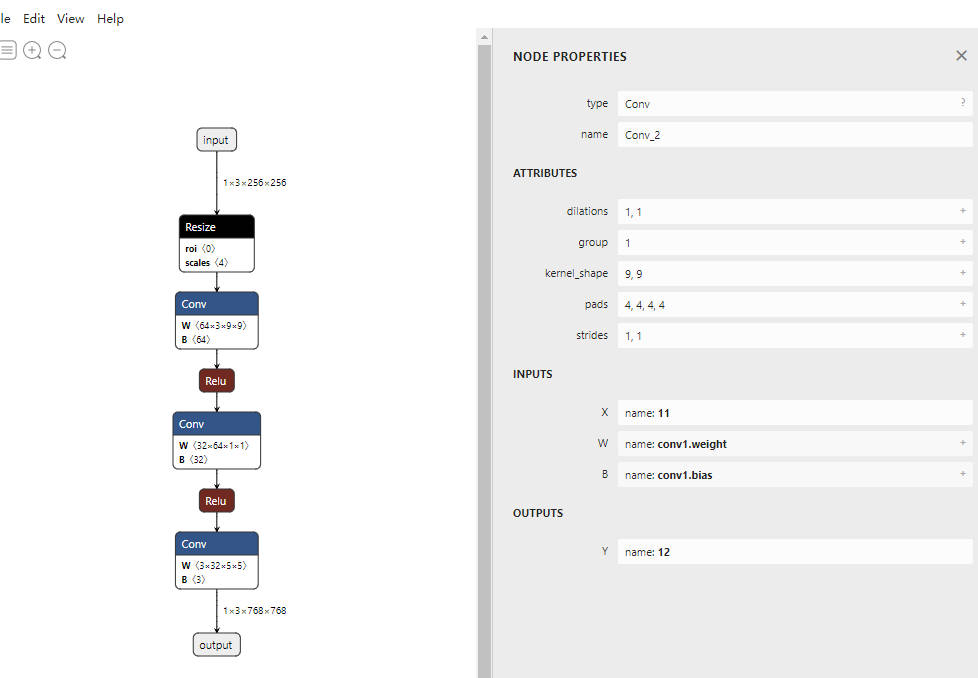 le Edit View Help
input
1×3×256×256
Resize
roi 〈0〉
scales 〈4〉
Conv
W 〈64×3×9×9〉
B 〈64〉
Relu
Conv
W 〈32×64×1×1〉
B 〈32〉
Relu
Conv
W 〈3×32×5×5〉
B 〈3〉
1×3×768×768
output
NODE PROPERTIES ×
type Conv ?
name Conv_2
ATTRIBUTES
dilations 1, 1 +
group 1 +
kernel_shape 9, 9 +
pads 4, 4, 4, 4 +
strides 1, 1 +
INPUTS
X name: 11
W name: conv1.weight +
B name: conv1.bias +
OUTPUTS
Y name: 12